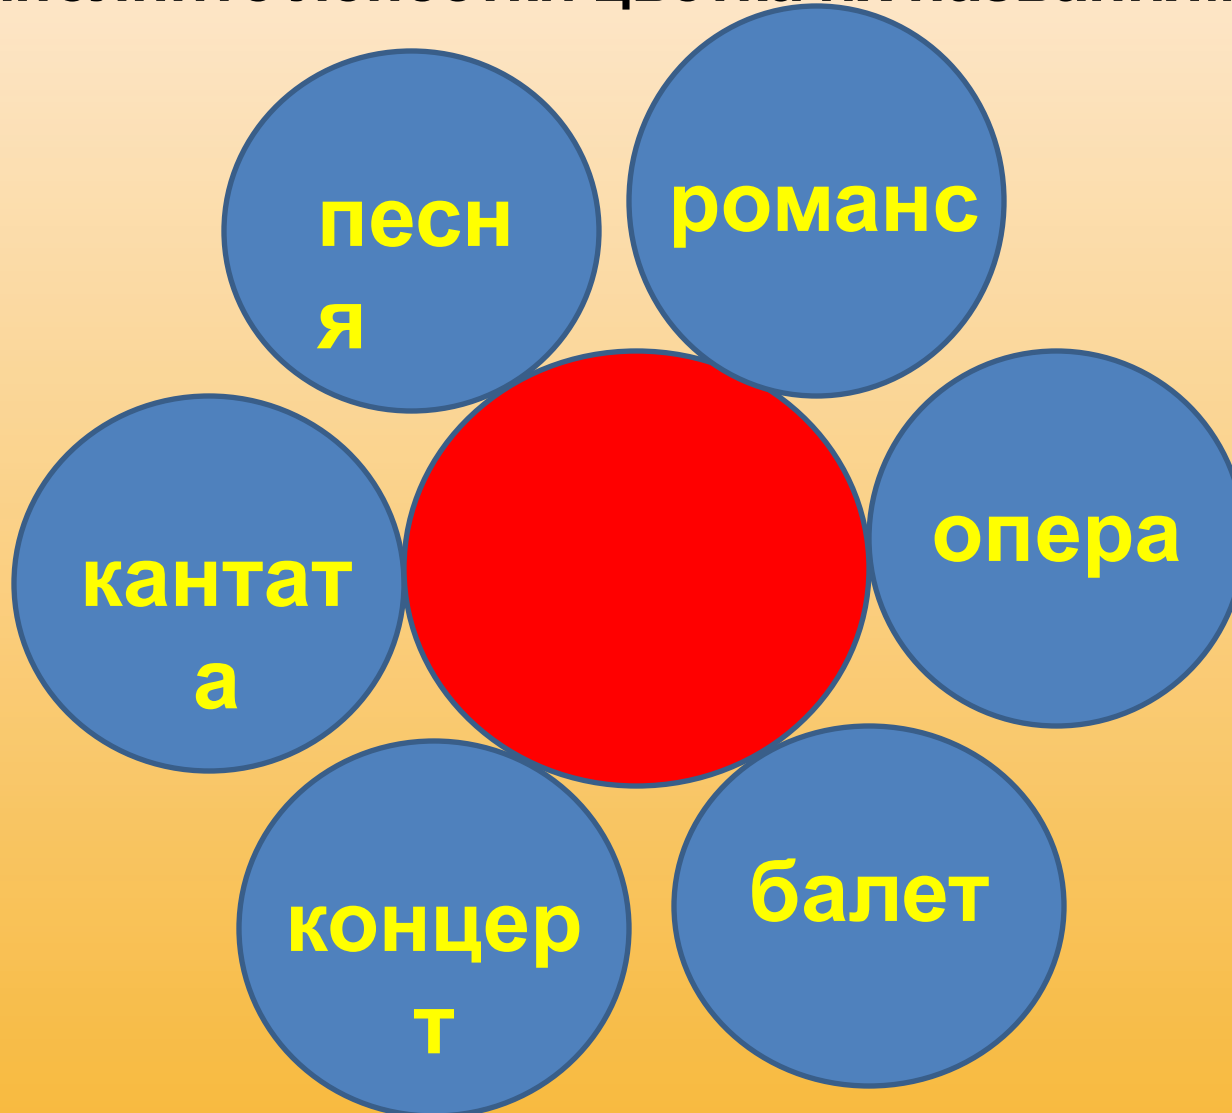 песн
я
романс
опера
кантат
а
балет
концер
т